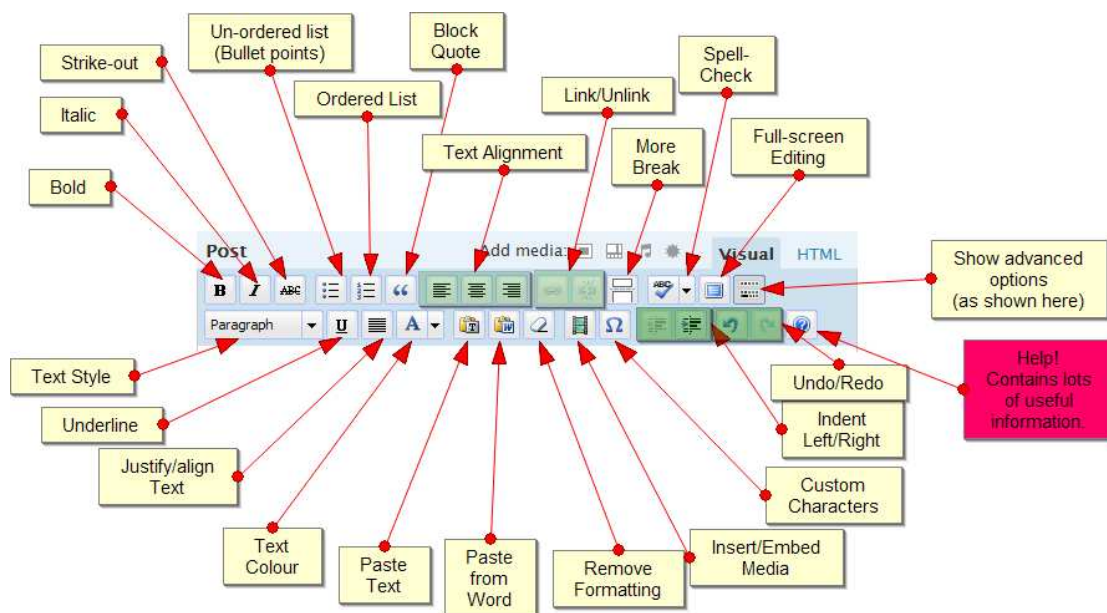 Un-ordered list
(Bullet points)
Block
Quote
Strike-out
Spell-
Check
Link/Unlink
Italic
Ordered List
Full-screen
Editing
Text Alignment
More
Break
Bold
Post
Add media:
Visual
HTML
Show advanced
options
(as shown here)
B I ABC
ABC
Paragraph
U
A
T
W
Ω
?
Text Style
Undo/Redo
Help!
Contains lots
of useful
information.
Underline
Indent
Left/Right
Justify/align
Text
Custom
Characters
Text
Colour
Paste
Text
Paste
from
Word
Remove
Formatting
Insert/Embed
Media